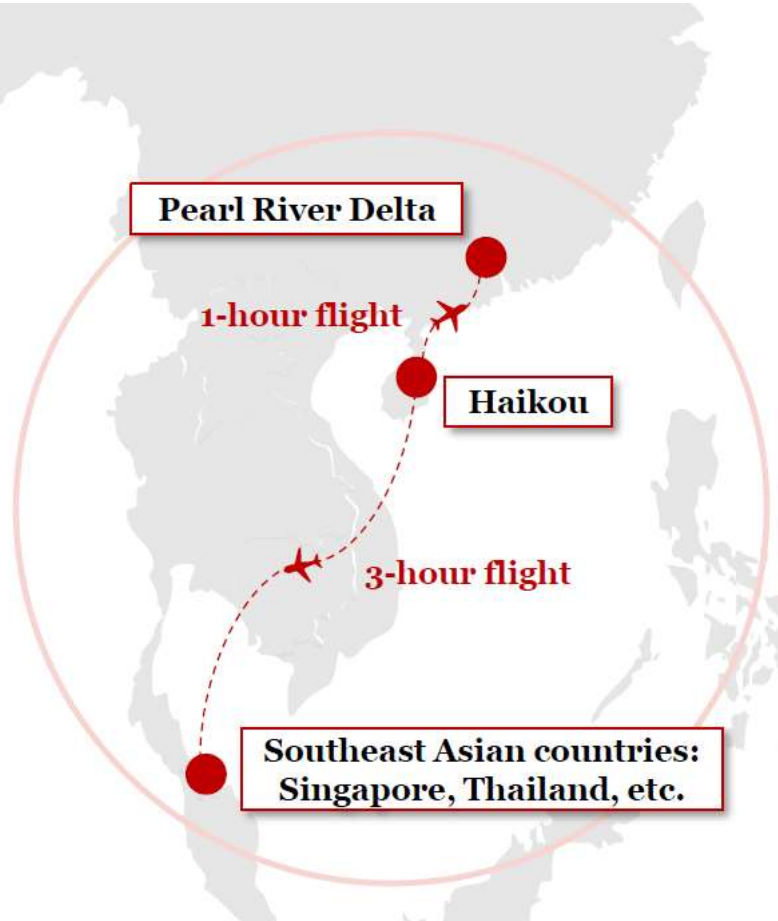 Pearl River Delta
1-hour flight
Haikou
3-hour flight
Southeast Asian countries:
Singapore, Thailand, etc.